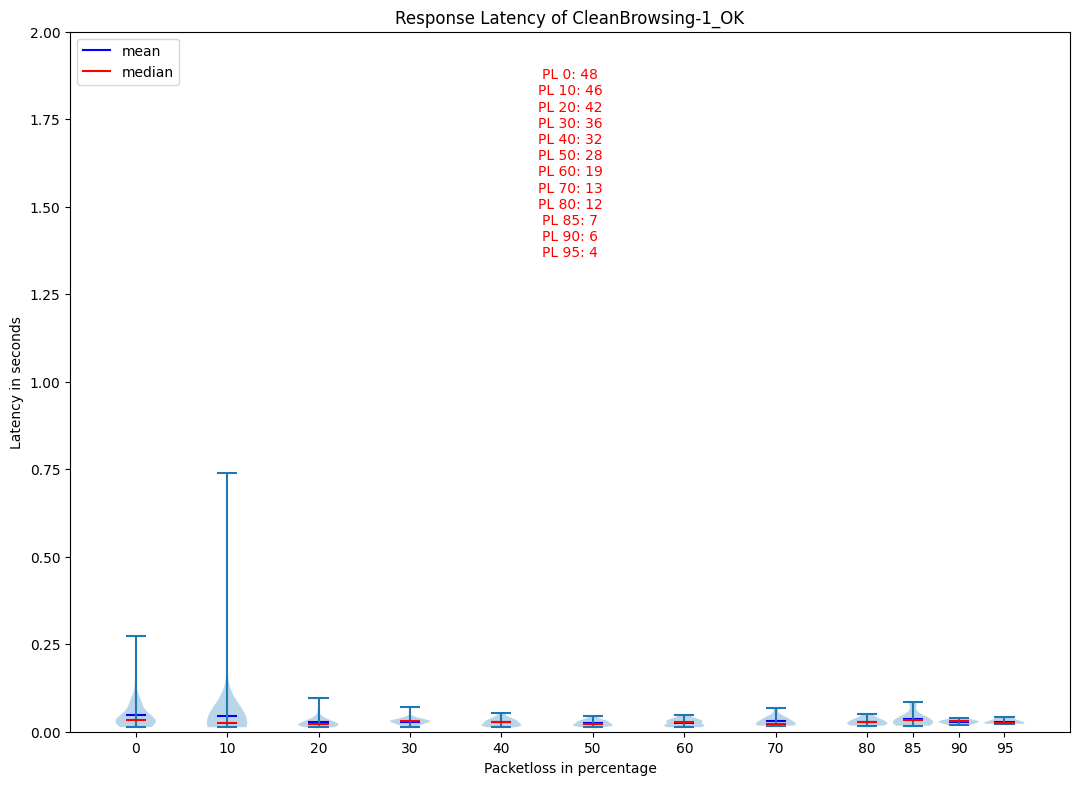 Response Latency of CleanBrowsing-1_OK
2.00
1.75
1.50
1.25
1.00
0.75
0.50
0.25
0.00
Latency in seconds
mean
median
PL 0: 48
PL 10: 46
PL 20: 42
PL 30: 36
PL 40: 32
PL 50: 28
PL 60: 19
PL 70: 13
PL 80: 12
PL 85: 7
PL 90: 6
PL 95: 4
0 10 20 30 40 50 60 70 80 85 90 95
Packetloss in percentage